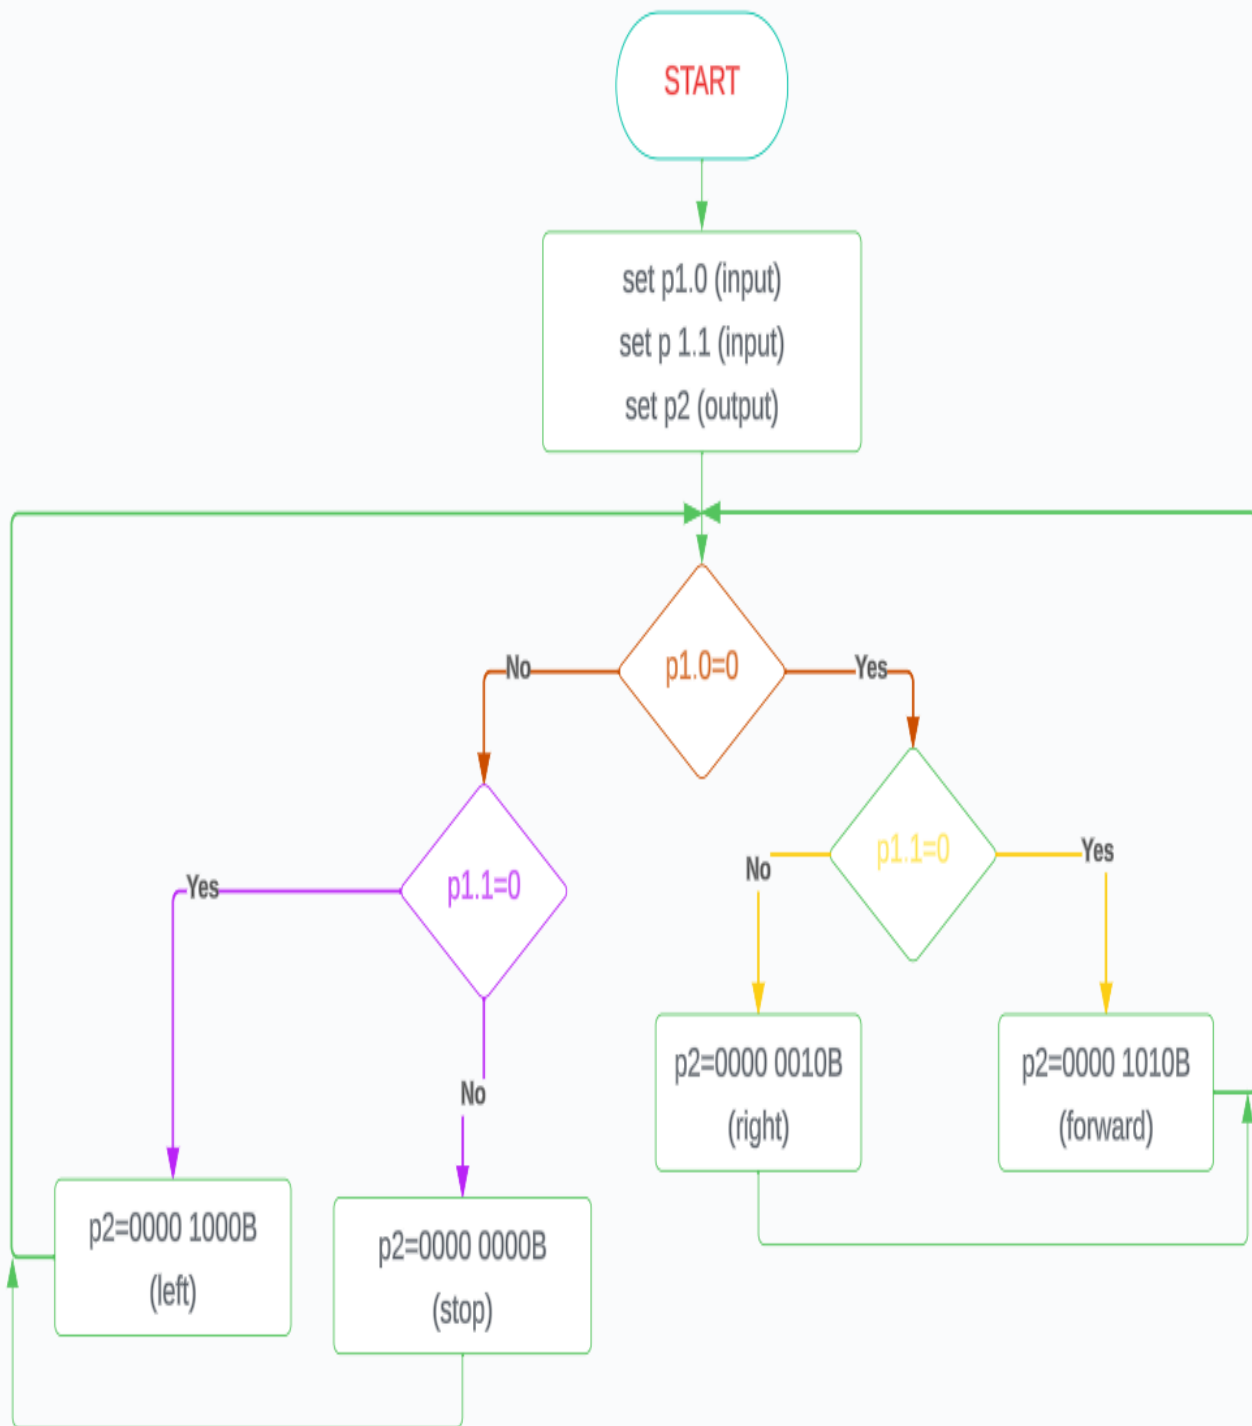 START
set p1.0 (input)
set p 1.1 (input)
set p2 (output)
p1.0=0
No
Yes
p1.1=0
No
Yes
p1.1=0
Yes
No
p2=0000 0010B
(right)
p2=0000 1010B
(forward)
p2=0000 1000B
(left)
p2=0000 0000B
(stop)